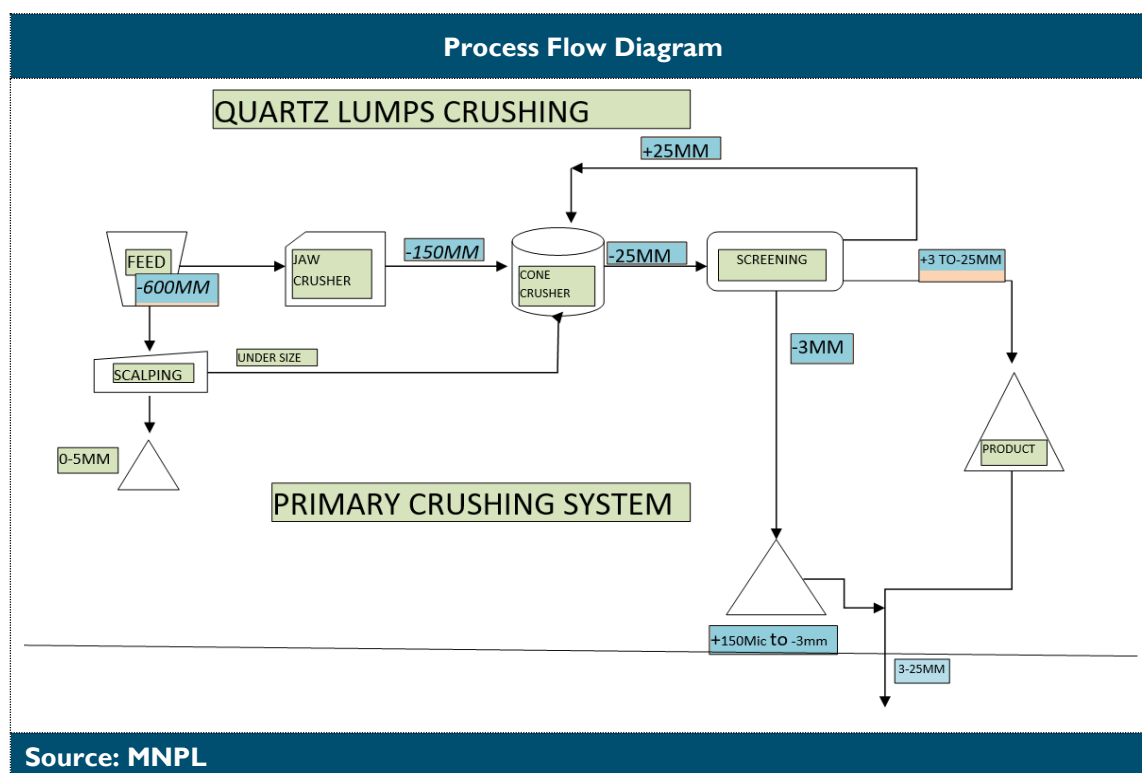 Process Flow Diagram
QUARTZ LUMPS CRUSHING
+25MM
FEED
-600MM
JAW
CRUSHER
-150MM
CONE
CRUSHER
-25MM
SCREENING
+3 TO-25MM
UNDER SIZE
SCALPING
-3MM
0-5MM
PRODUCT
PRIMARY CRUSHING SYSTEM
+150Mic to -3mm
3-25MM
Source: MNPL